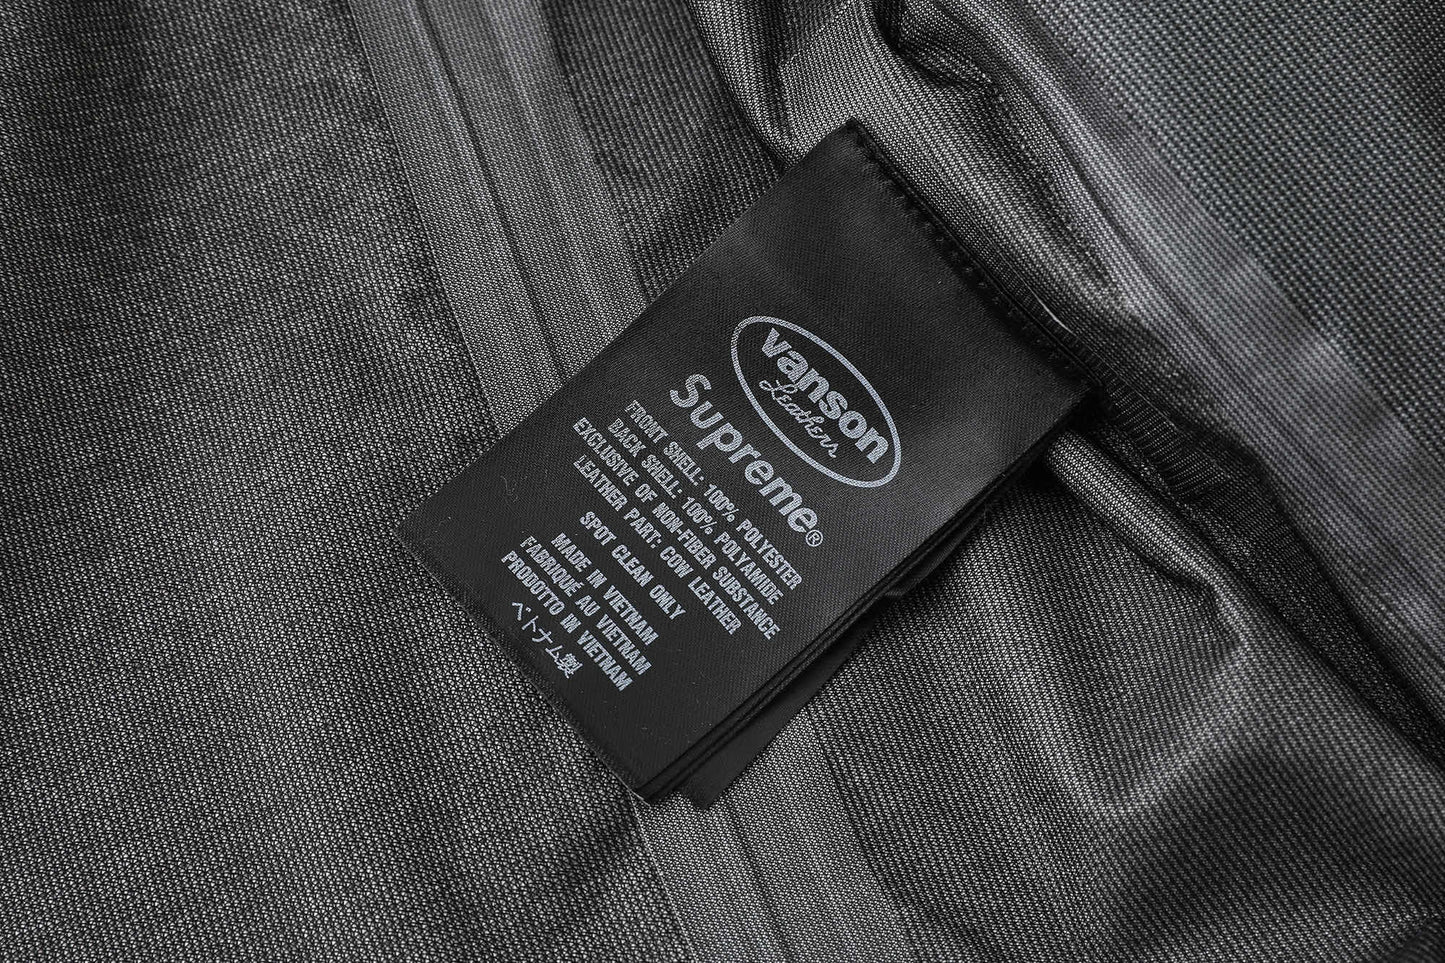 vanson
Leathers
Supreme®
FRONT SHELL: 100% POLYESTER
BACK SHELL: 100% POLYAMIDE
EXCLUSIVE OF NON-FIBER SUBSTANCE
LEATHER PART: COW LEATHER
SPOT CLEAN ONLY
MADE IN VIETNAM
FABRIQUÉ AU VIETNAM
PRODOTTO IN VIETNAM
ベトナム製